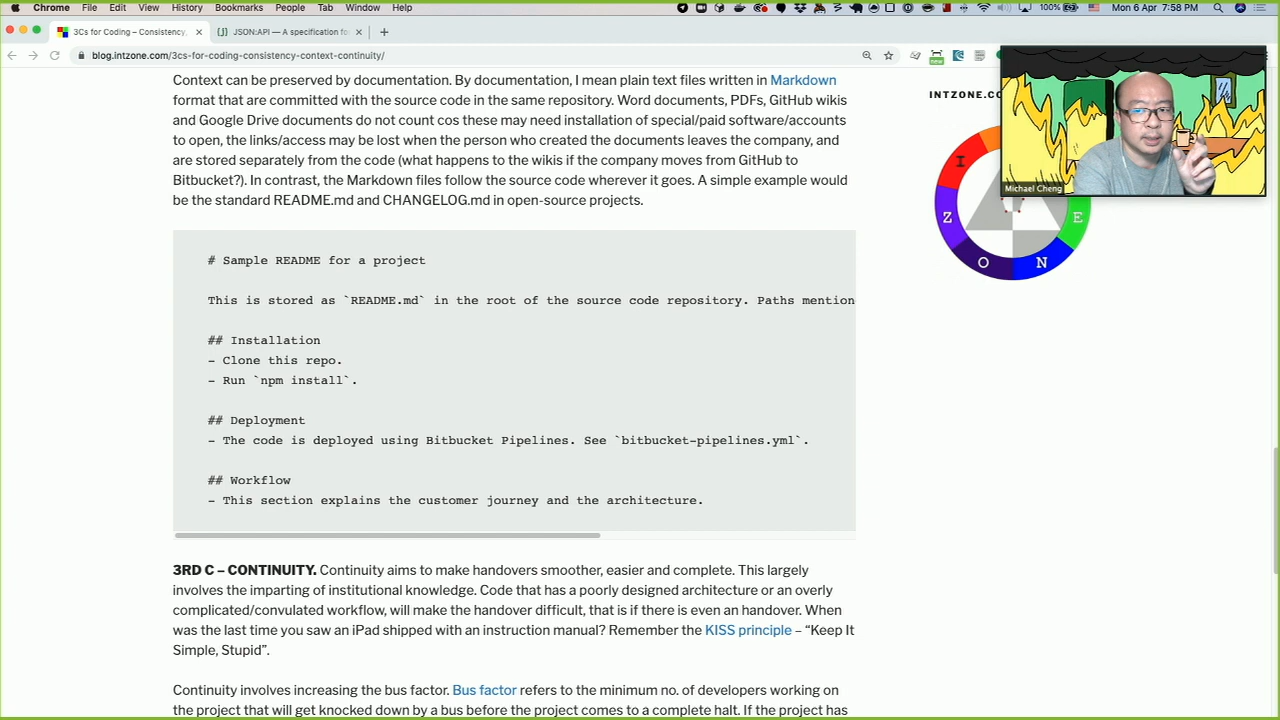 Chrome File Edit View History Bookmarks People Tab Window Help 100% Mon 6 Apr 7:58 PM
3Cs for Coding – Consistency,
JSON:API — A specification fo
blog.intzone.com/3cs-for-coding-consistency-context-continuity/
new
Context can be preserved by documentation. By documentation, I mean plain text files written in Markdown
format that are committed with the source code in the same repository. Word documents, PDFs, GitHub wikis
and Google Drive documents do not count as these may need installation of special/paid software/accounts
to open, the links/access may be lost when the person who created the documents leaves the company, and
are stored separately from the code (what happens to the wikis if the company moves from GitHub to
Bitbucket?). In contrast, the Markdown files follow the source code wherever it goes. A simple example would
be the standard README.md and CHANGELOG.md in open-source projects.
# Sample README for a project
This is stored as `README.md` in the root of the source code repository. Paths mention
## Installation
- Clone this repo.
- Run `npm install`.
## Deployment
- The code is deployed using Bitbucket Pipelines. See `bitbucket-pipelines.yml`.
## Workflow
- This section explains the customer journey and the architecture.
3RD C – CONTINUITY. Continuity aims to make handovers smoother, easier and complete. This largely
involves the imparting of institutional knowledge. Code that has a poorly designed architecture or an overly
complicated/convulated workflow, will make the handover difficult, that is if there is even an handover. When
was the last time you saw an iPad shipped with an instruction manual? Remember the KISS principle – “Keep It
Simple, Stupid”.
Continuity involves increasing the bus factor. Bus factor refers to the minimum no. of developers working on
the project that will get knocked down by a bus before the project comes to a complete halt. If the project has
INTZONE.CO
I
Z
O
N
E
Michael Cheng